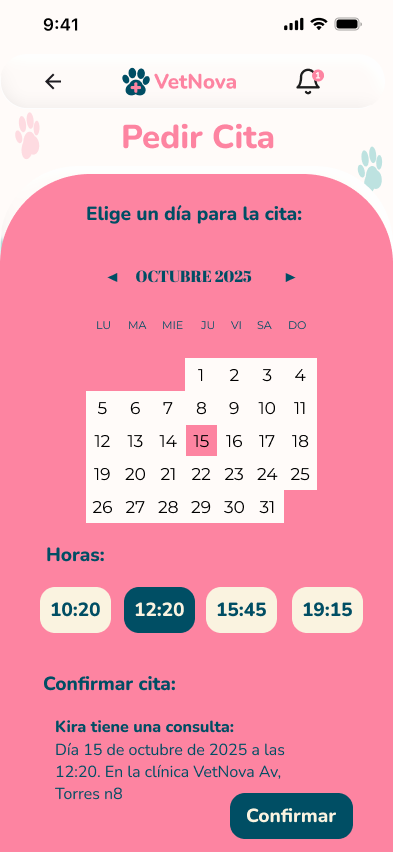 9:41
VetNova
1
Pedir Cita
Elige un día para la cita:
◄ OCTUBRE 2025 ►
LU MA MIE JU VI SA DO
1 2 3 4
5 6 7 8 9 10 11
12 13 14 15 16 17 18
19 20 21 22 23 24 25
26 27 28 29 30 31
Horas:
10:20 12:20 15:45 19:15
Confirmar cita:
Kira tiene una consulta:
Día 15 de octubre de 2025 a las
12:20. En la clínica VetNova Av,
Torres n8
Confirmar